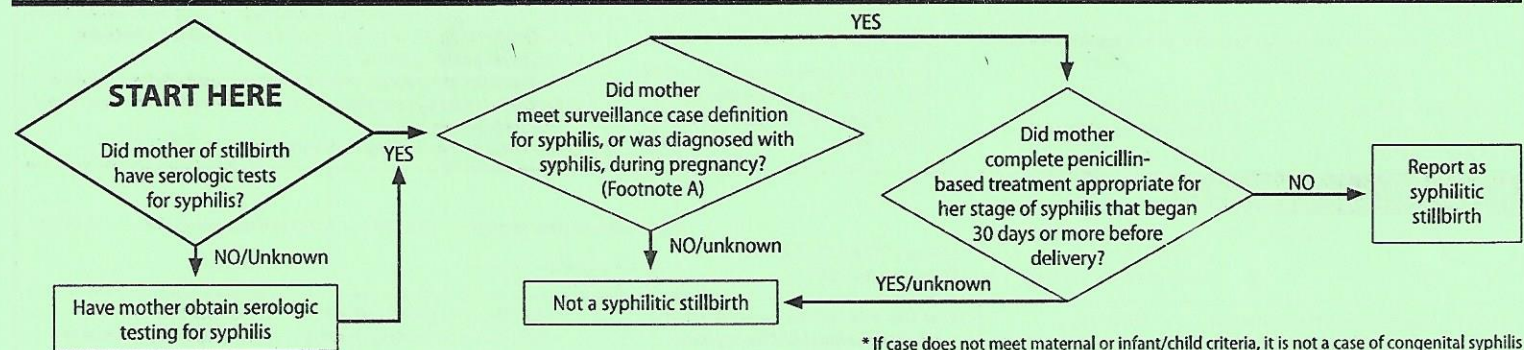 START HERE
Did mother of stillbirth
have serologic tests
for syphilis?
YES
NO/Unknown
Have mother obtain serologic
testing for syphilis
Did mother
meet surveillance case definition
for syphilis, or was diagnosed with
syphilis, during pregnancy?
(Footnote A)
YES
NO/unknown
Not a syphilitic stillbirth
Did mother
complete penicillin-
based treatment appropriate for
her stage of syphilis that began
30 days or more before
delivery?
YES/unknown
NO
Report as
syphilitic
stillbirth
* If case does not meet maternal or infant/child criteria, it is not a case of congenital syphilis